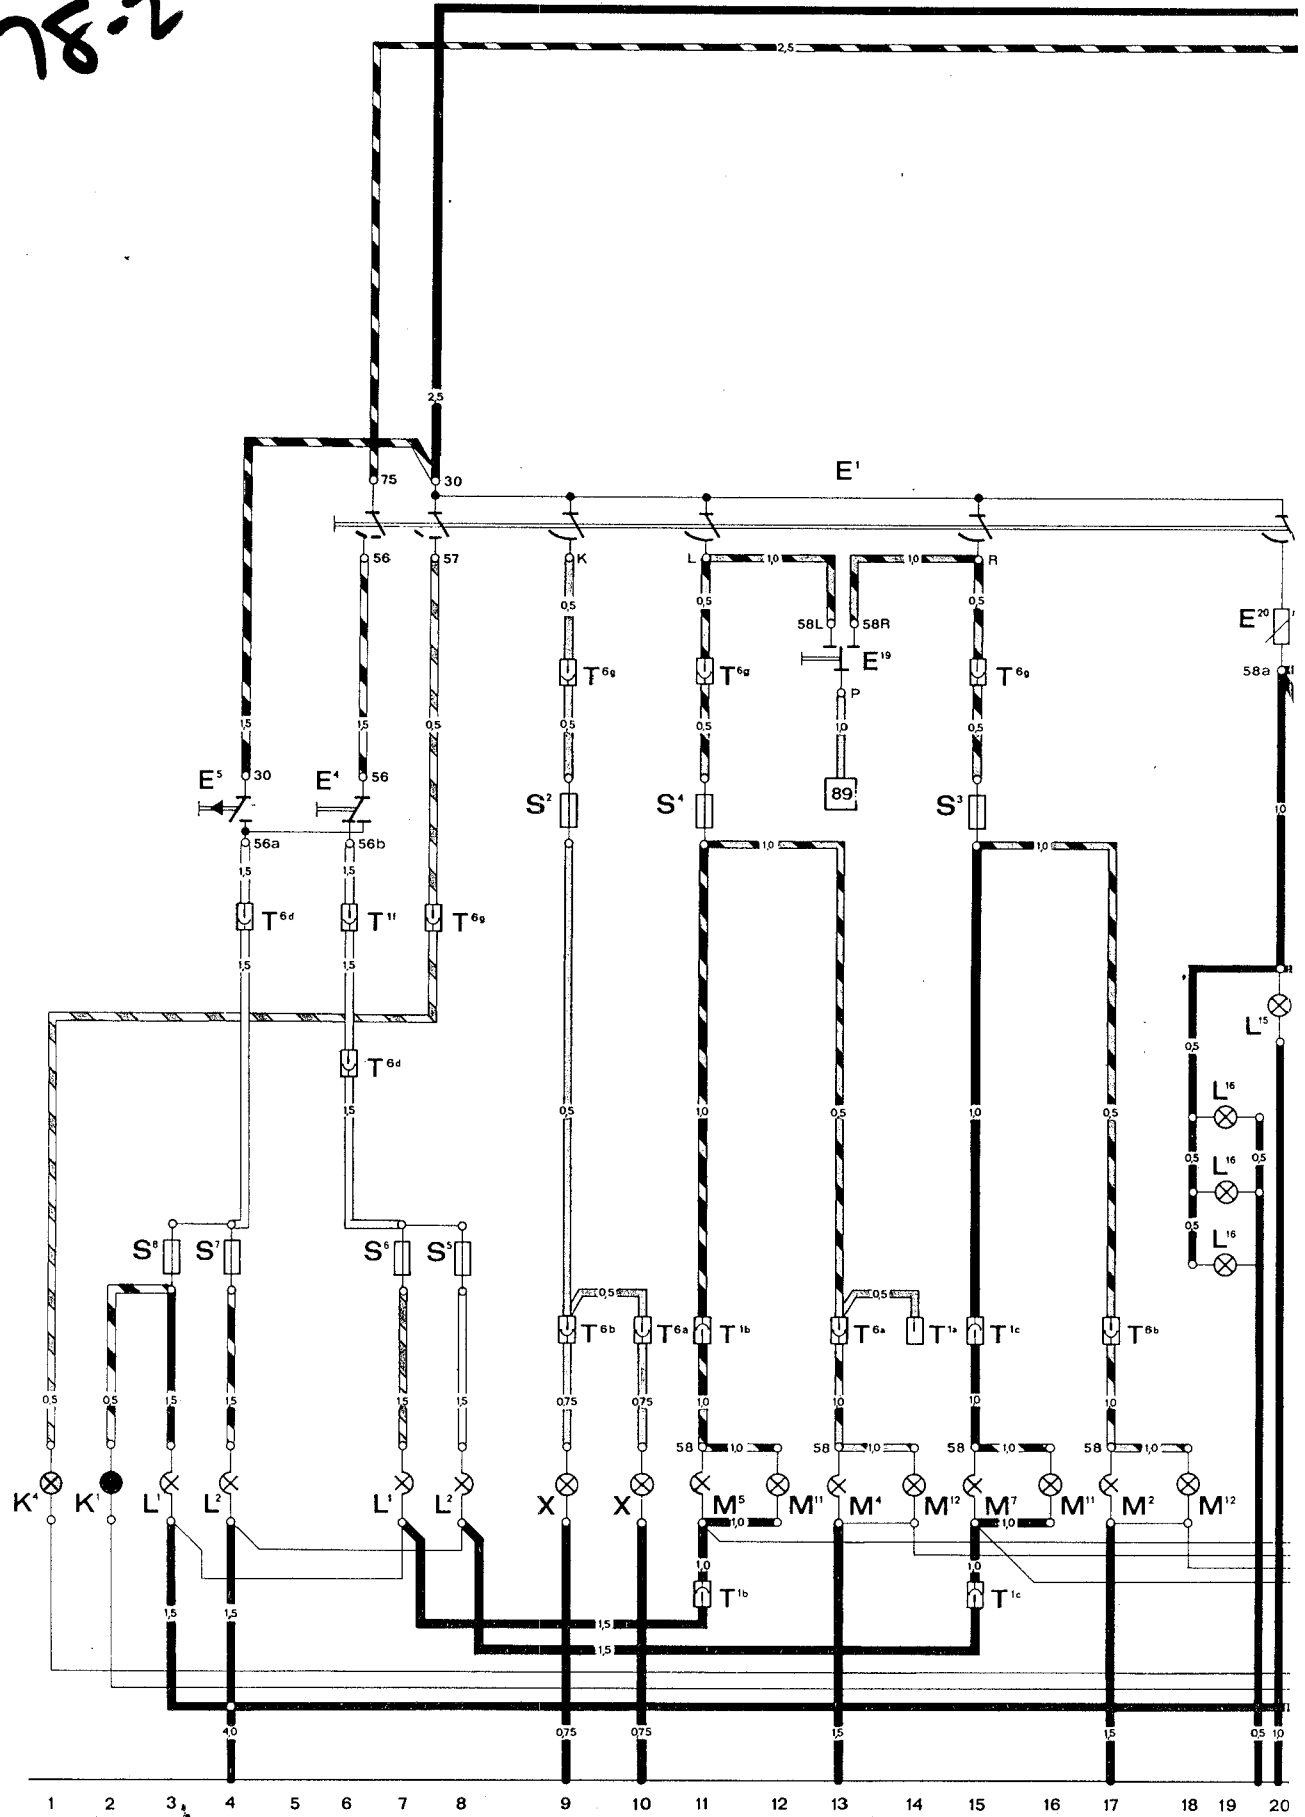 78-2
2,5
2,5
E¹
75 30
56 57 K L 1,0 1,0 R
0,5 0,5 0,5
58L 58R E²⁰
T⁶ᵍ T⁶ᵍ E¹⁹ T⁶ᵍ 58a
P
1,5 1,5 0,5 0,5 0,5 1,0 0,5
E⁵ 30 E⁴ 56
S² S⁴ 89 S³ 1,0
56a 56b 1,0 1,0
1,5 1,5
T⁶ᵈ T¹ᶠ T⁶ᵍ
1,5 1,5
L¹⁵
T⁶ᵈ 0,5
L¹⁶
1,5 0,5 1,0 0,5 1,0 0,5
0,5 L¹⁶ 0,5
0,5 L¹⁶
S⁸ S⁷ S⁶ S⁵
0,5 0,5
T⁶ᵇ T⁶ᵃ T¹ᵇ T⁶ᵃ T¹ᵃ T¹ᶜ T⁶ᵇ
0,5 0,5 1,5 1,5 1,5 1,5 0,75 0,75 1,0 1,0 1,0 1,0
58 1,0 58 1,0 58 1,0 58 1,0
K⁴ K¹ L¹ L² L¹ L² X X M⁵ M¹¹ M⁴ M¹² M⁷ M¹¹ M² M¹²
1,0 1,0
1,0 1,0
T¹ᵇ T¹ᶜ
1,5 1,5 1,5
1,5
4,0 0,75 0,75 1,5 1,5 0,5 1,0
1 2 3 4 5 6 7 8 9 10 11 12 13 14 15 16 17 18 19 20